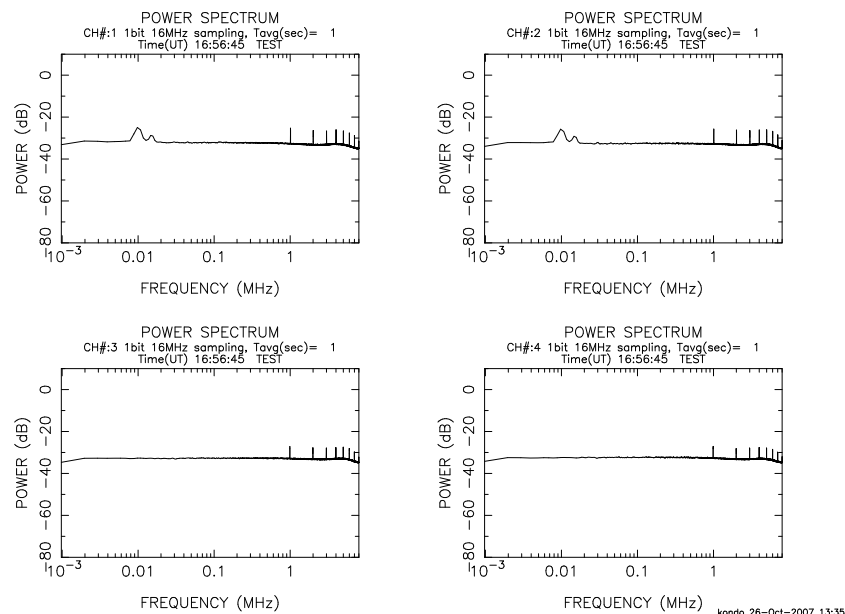 POWER SPECTRUM
CH#:1 1bit 16MHz sampling, Tavg(sec)= 1
Time(UT) 16:56:45 TEST
POWER (dB)
0
-20
-40
-60
-80
10-3 0.01 0.1 1
FREQUENCY (MHz)
POWER SPECTRUM
CH#:2 1bit 16MHz sampling, Tavg(sec)= 1
Time(UT) 16:56:45 TEST
POWER (dB)
0
-20
-40
-60
-80
10-3 0.01 0.1 1
FREQUENCY (MHz)
POWER SPECTRUM
CH#:3 1bit 16MHz sampling, Tavg(sec)= 1
Time(UT) 16:56:45 TEST
POWER (dB)
0
-20
-40
-60
-80
10-3 0.01 0.1 1
FREQUENCY (MHz)
POWER SPECTRUM
CH#:4 1bit 16MHz sampling, Tavg(sec)= 1
Time(UT) 16:56:45 TEST
POWER (dB)
0
-20
-40
-60
-80
10-3 0.01 0.1 1
FREQUENCY (MHz)
kondo 26-Oct-2007 13:35